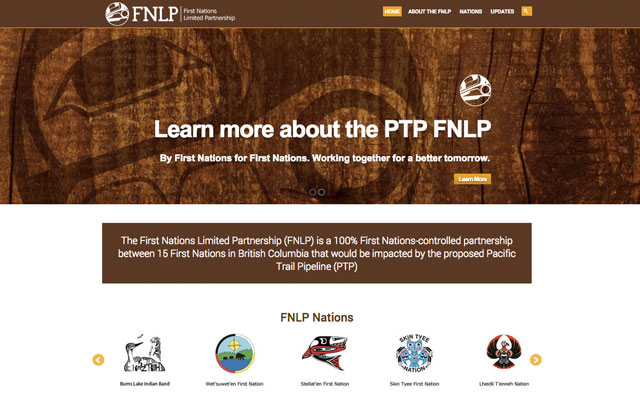 FNLP First Nations
Limited Partnership
HOME ABOUT THE FNLP NATIONS UPDATES
Learn more about the PTP FNLP
By First Nations for First Nations. Working together for a better tomorrow.
Learn More
The First Nations Limited Partnership (FNLP) is a 100% First Nations-controlled partnership
between 15 First Nations in British Columbia that would be impacted by the proposed Pacific
Trail Pipeline (PTP)
FNLP Nations
SKIN TYEE
NATION
Burns Lake Indian Band Wet'suwet'en First Nation Stellat'en First Nation Skin Tyee First Nation Lheidli T'enneh Nation